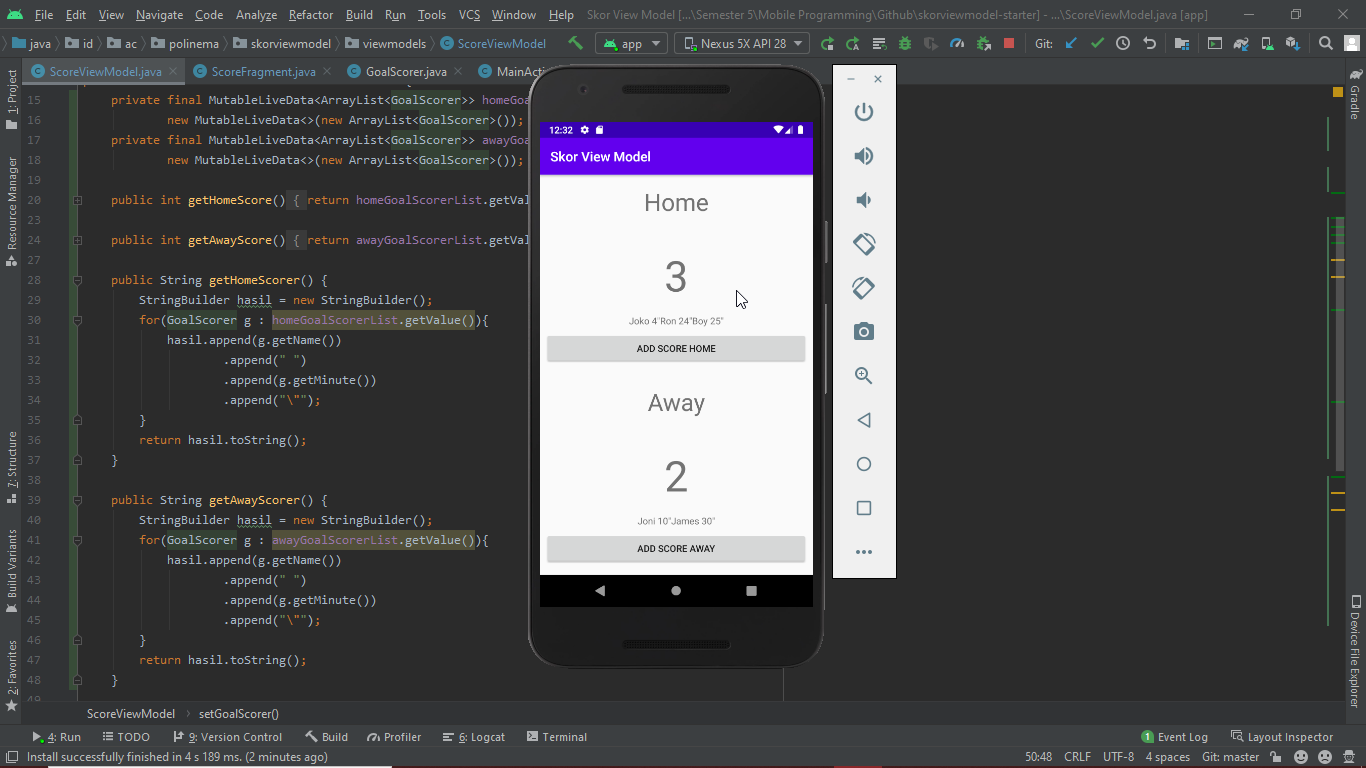 File Edit View Navigate Code Analyze Refactor Build Run Tools VCS Window Help Skor View Model [...\Semester 5\Mobile Programming\Github\skorviewmodel-starter] - ...\ScoreViewModel.java [app]
java id ac polinema skorviewmodel viewmodels ScoreViewModel app Nexus 5X API 28 Git:
ScoreViewModel.java ScoreFragment.java GoalScorer.java MainActi
1: Project
Resource Manager
7: Structure
Build Variants
2: Favorites
15 private final MutableLiveData<ArrayList<GoalScorer>> homeGoa
16 new MutableLiveData<>(new ArrayList<GoalScorer>());
17 private final MutableLiveData<ArrayList<GoalScorer>> awayGoa
18 new MutableLiveData<>(new ArrayList<GoalScorer>());
19
20 public int getHomeScore() { return homeGoalScorerList.getVal
23
24 public int getAwayScore() { return awayGoalScorerList.getVal
27
28 public String getHomeScorer() {
29 StringBuilder hasil = new StringBuilder();
30 for(GoalScorer g : homeGoalScorerList.getValue()){
31 hasil.append(g.getName())
32 .append(" ")
33 .append(g.getMinute())
34 .append("\"");
35 }
36 return hasil.toString();
37 }
38
39 public String getAwayScorer() {
40 StringBuilder hasil = new StringBuilder();
41 for(GoalScorer g : awayGoalScorerList.getValue()){
42 hasil.append(g.getName())
43 .append(" ")
44 .append(g.getMinute())
45 .append("\"");
46 }
47 return hasil.toString();
48 }
49
12:32
Skor View Model
Home
3
Joko 4"Ron 24"Boy 25"
ADD SCORE HOME
Away
2
Joni 10"James 30"
ADD SCORE AWAY
Gradle
Device File Explorer
ScoreViewModel setGoalScorer()
4: Run TODO 9: Version Control Build Profiler 6: Logcat Terminal 1 Event Log Layout Inspector
Install successfully finished in 4 s 189 ms. (2 minutes ago) 50:48 CRLF UTF-8 4 spaces Git: master